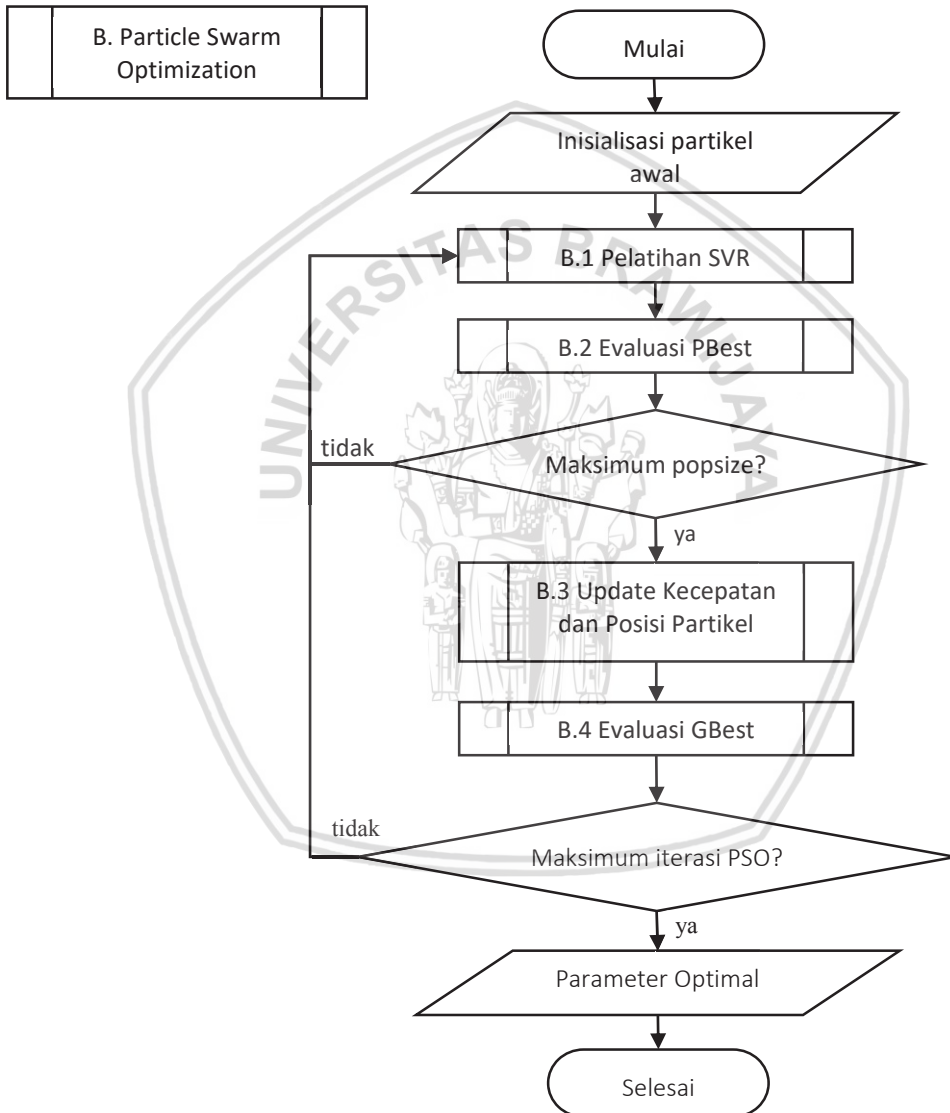 B. Particle Swarm
Optimization
Mulai
Inisialisasi partikel
awal
UNIVERSITAS BRAWIJAYA
B.1 Pelatihan SVR
B.2 Evaluasi PBest
tidak
Maksimum popsize?
ya
B.3 Update Kecepatan
dan Posisi Partikel
B.4 Evaluasi GBest
tidak
Maksimum iterasi PSO?
ya
Parameter Optimal
Selesai